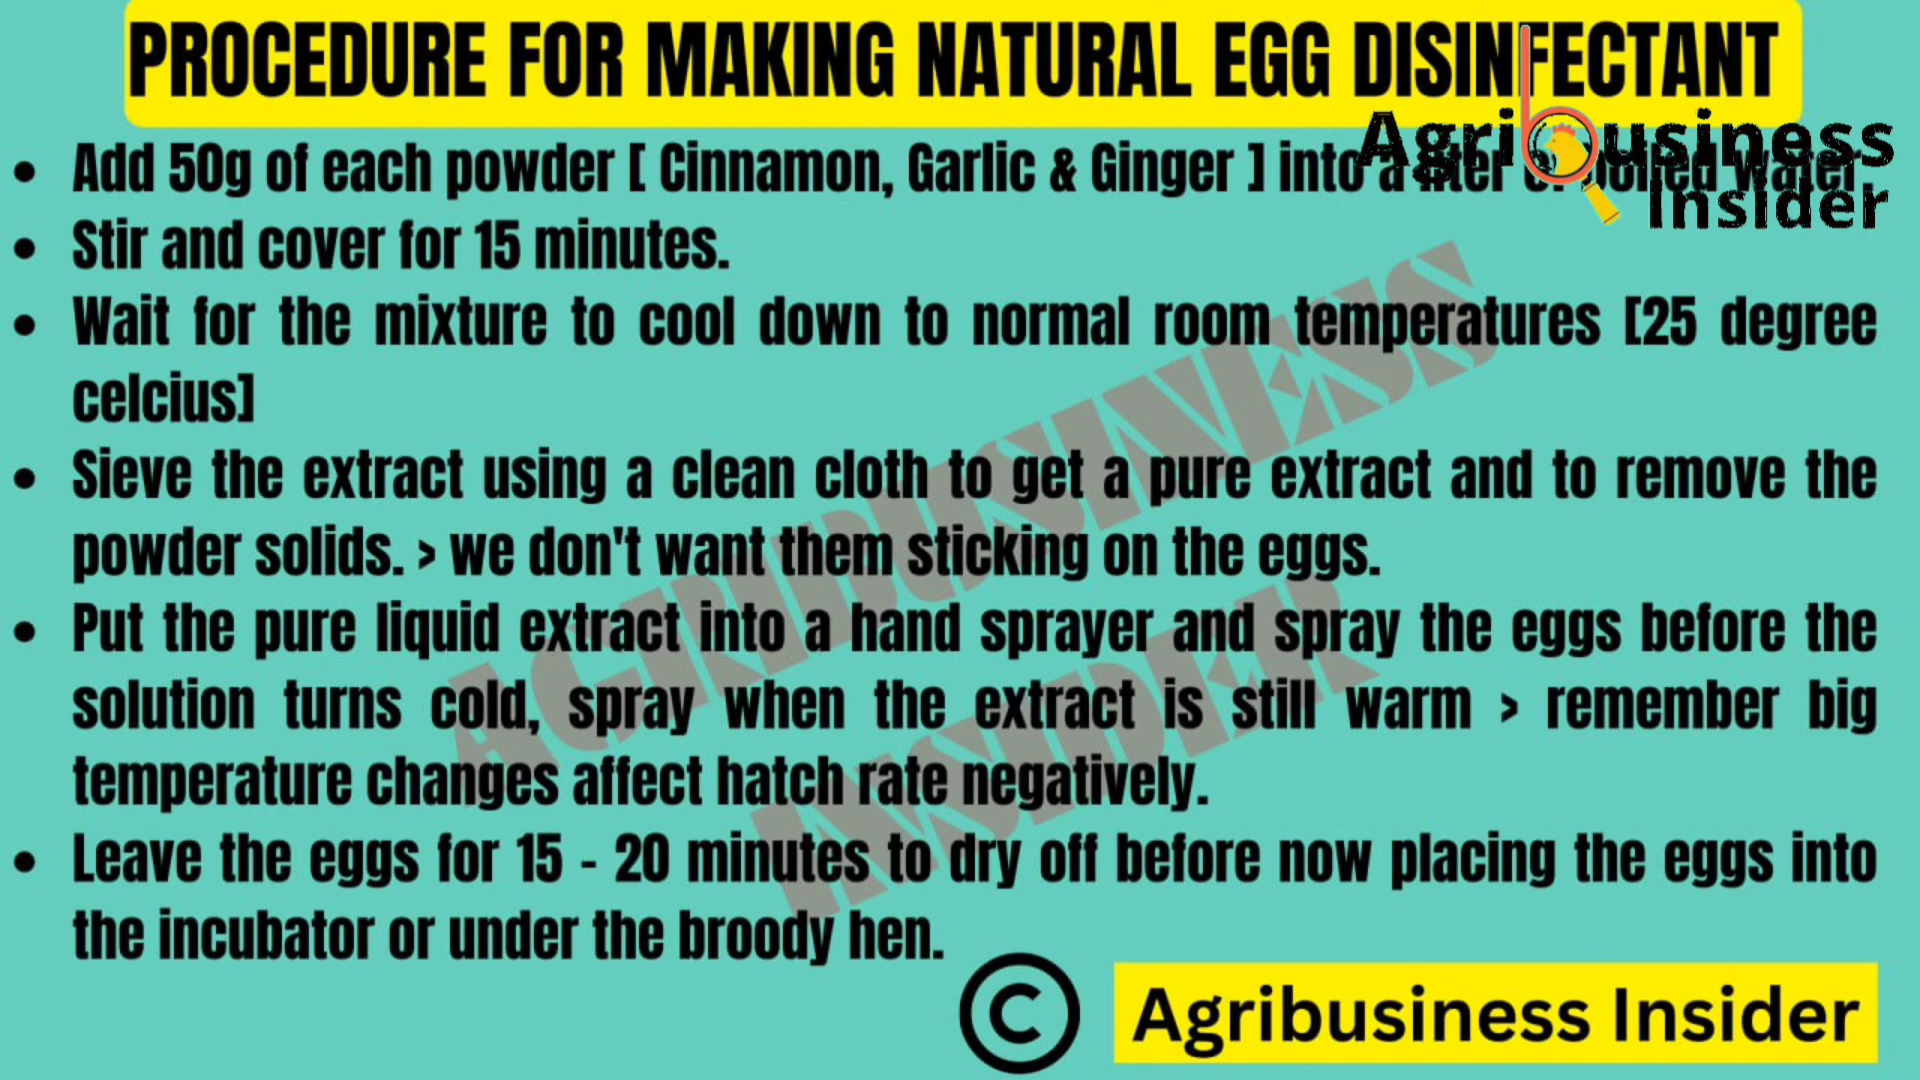 PROCEDURE FOR MAKING NATURAL EGG DISINFECTANT
Agribusiness
Insider
• Add 50g of each powder [ Cinnamon, Garlic & Ginger ] into a liter of boiled water.
• Stir and cover for 15 minutes.
• Wait for the mixture to cool down to normal room temperatures [25 degree
celcius]
• Sieve the extract using a clean cloth to get a pure extract and to remove the
powder solids. > we don't want them sticking on the eggs.
• Put the pure liquid extract into a hand sprayer and spray the eggs before the
solution turns cold, spray when the extract is still warm > remember big
temperature changes affect hatch rate negatively.
• Leave the eggs for 15 - 20 minutes to dry off before now placing the eggs into
the incubator or under the broody hen.
AGRIBUSINESS
INSIDER
© Agribusiness Insider